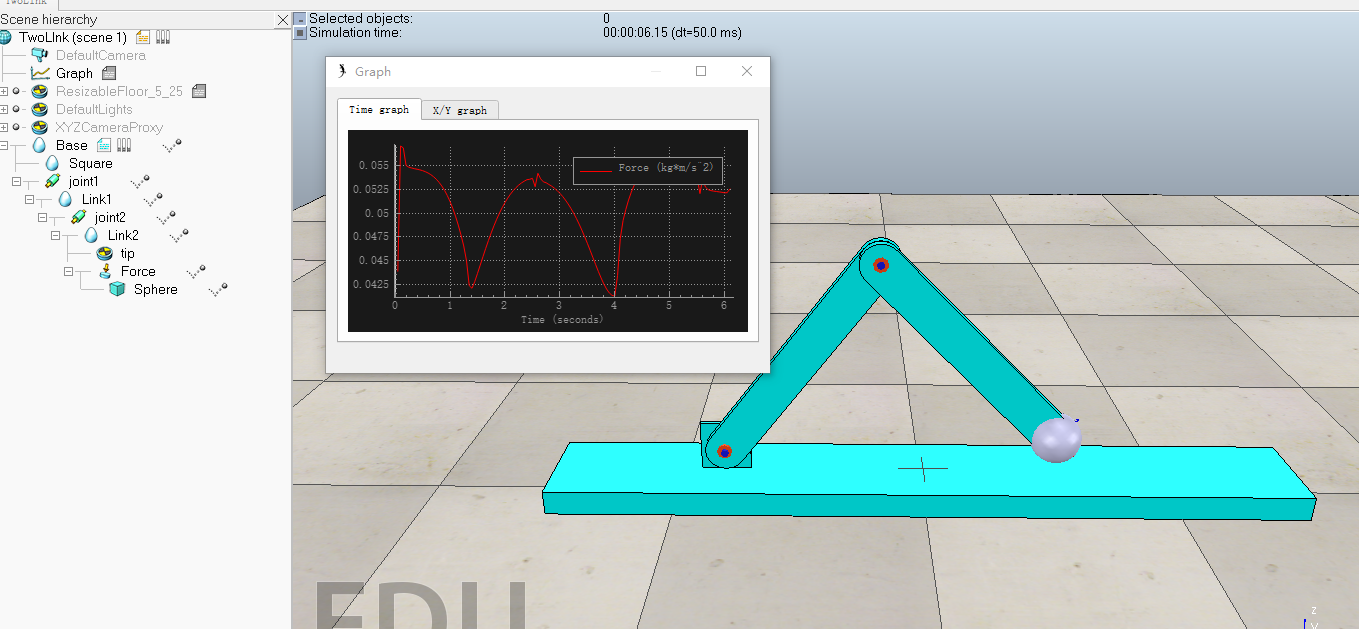 TwoLink
Scene hierarchy
TwoLInk (scene 1)
DefaultCamera
Graph
ResizableFloor_5_25
DefaultLights
XYZCameraProxy
Base
Square
joint1
Link1
joint2
Link2
tip
Force
Sphere
Selected objects: 0
Simulation time: 00:00:06.15 (dt=50.0 ms)
Graph
Time graph X/Y graph
Force (kg*m/s^2)
0.055
0.0525
0.05
0.0475
0.045
0.0425
0 1 2 3 4 5 6
Time (seconds)
EDU
z